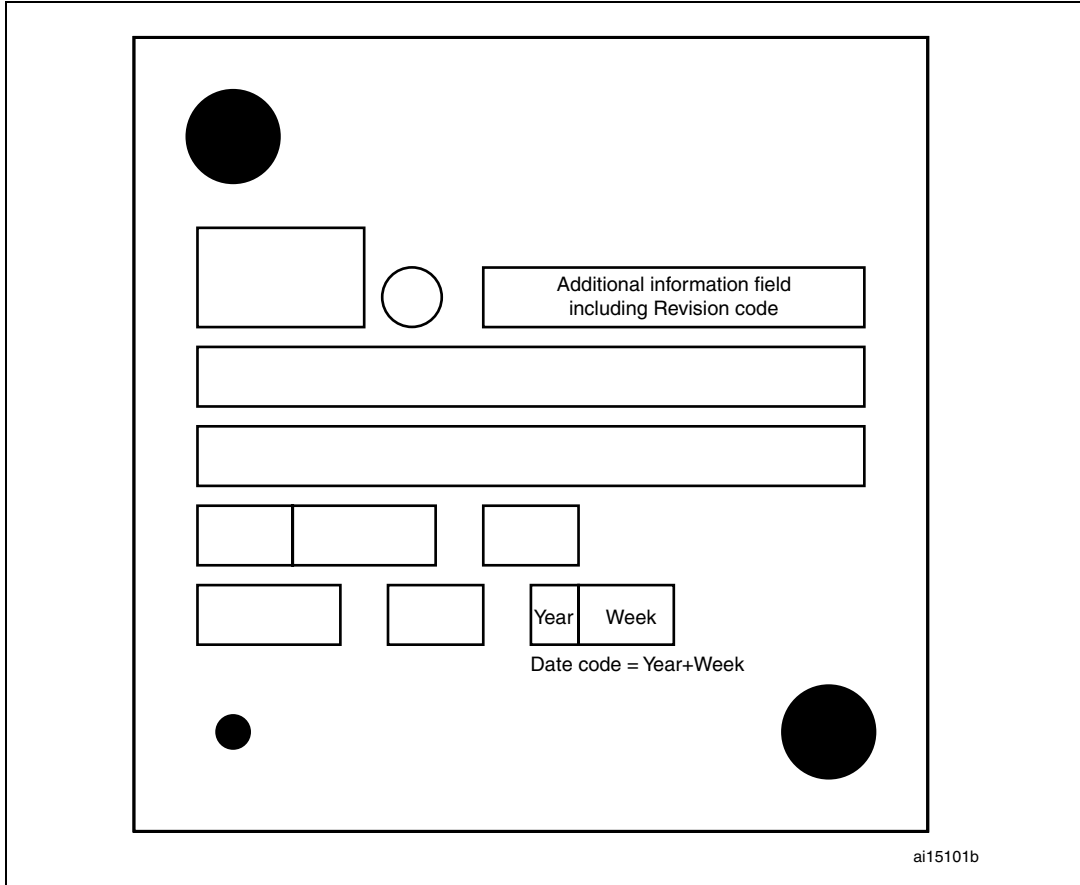 Additional information field
including Revision code
Year Week
Date code = Year+Week
ai15101b